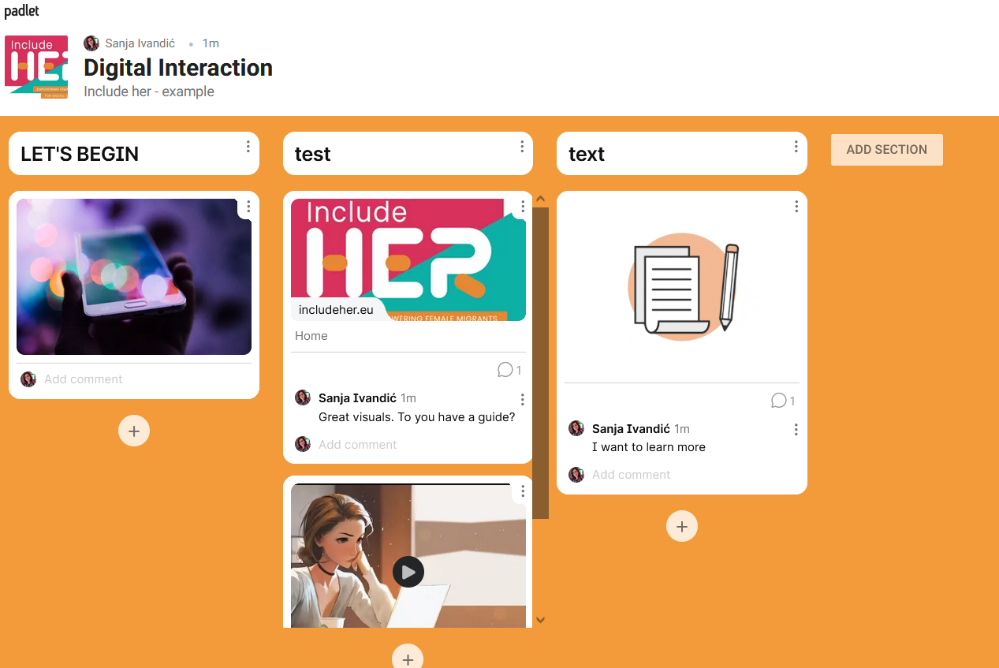 padlet
Include
HER
EMPOWERING
Sanja Ivandić • 1m
Digital Interaction
Include her - example
LET'S BEGIN
test
text
ADD SECTION
Add comment
Include
HER
WERING FEMALE MIGRANTS
includeher.eu
Home
1
Sanja Ivandić 1m
Great visuals. To you have a guide?
Add comment
1
Sanja Ivandić 1m
I want to learn more
Add comment